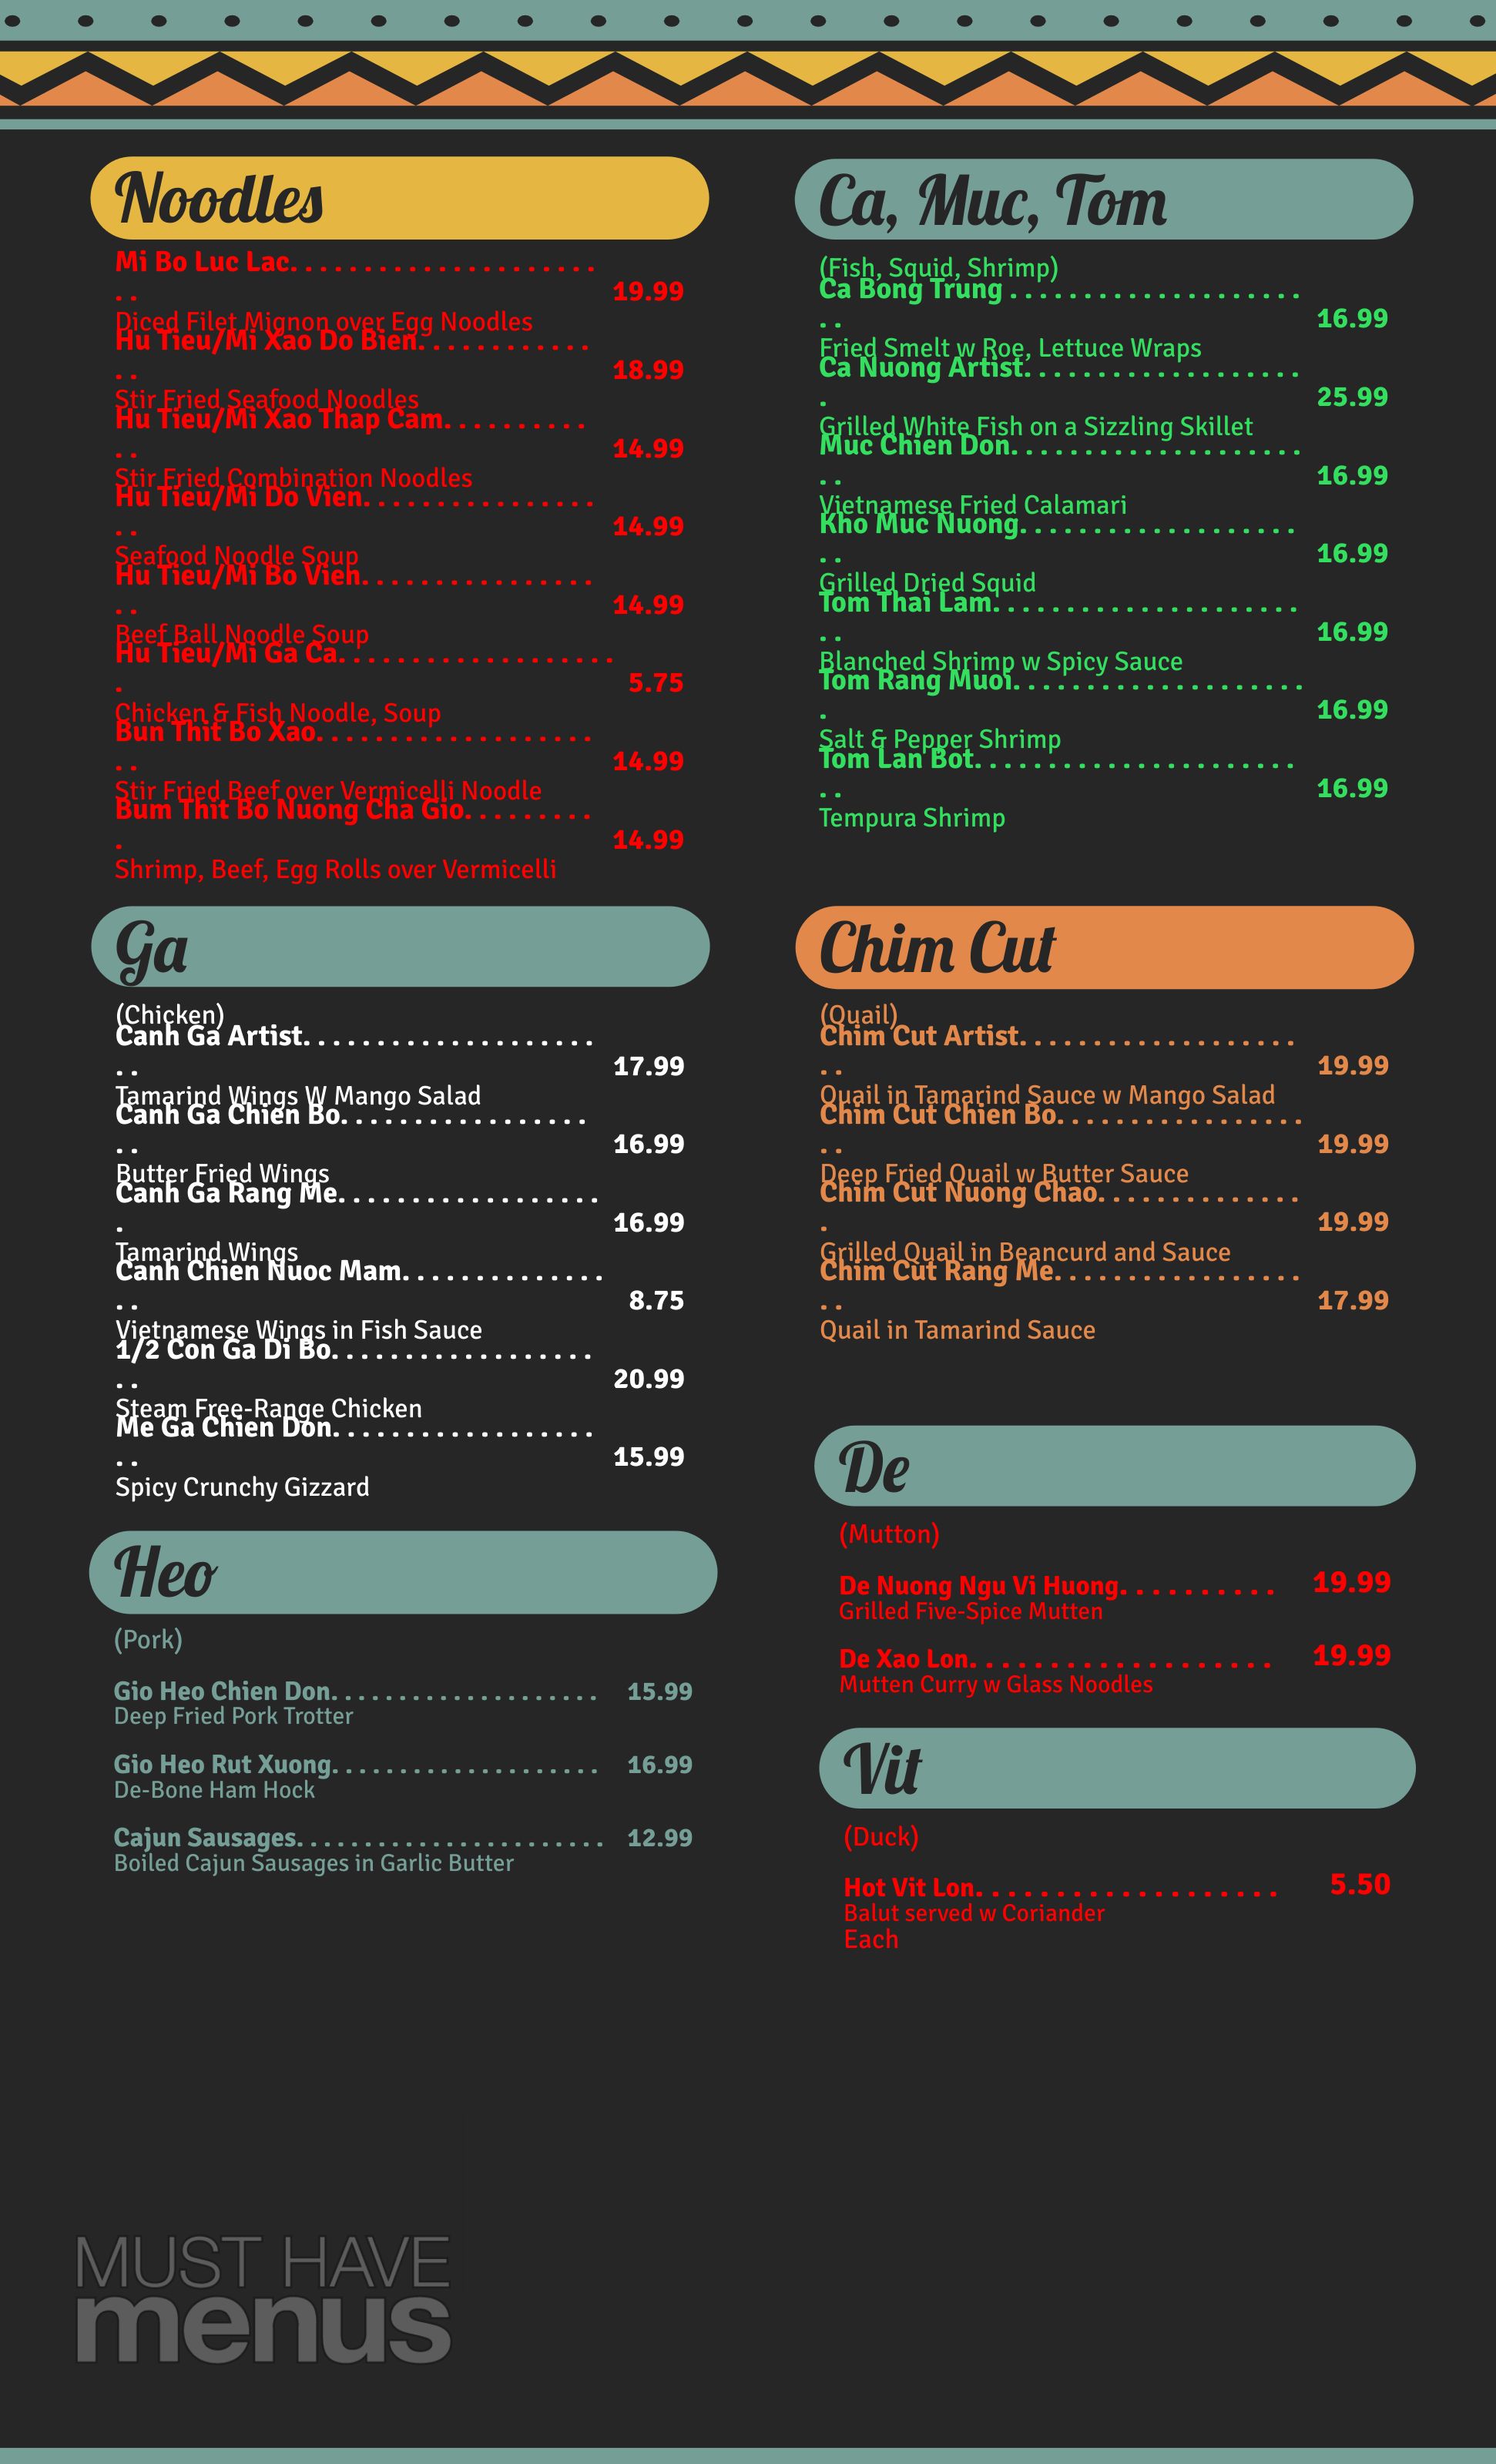 Noodles
Mi Bo Luc Lac. . . . . . . . . . . . . . . . . . . . . . . 19.99
Diced Filet Mignon over Egg Noodles
Hu Tieu/Mi Xao Do Bien. . . . . . . . . . . . . . 18.99
Stir Fried Seafood Noodles
Hu Tieu/Mi Xao Thap Cam. . . . . . . . . . . . 14.99
Stir Fried Combination Noodles
Hu Tieu/Mi Do Vien. . . . . . . . . . . . . . . . . . 14.99
Seafood Noodle Soup
Hu Tieu/Mi Bo Vien. . . . . . . . . . . . . . . . . . 14.99
Beef Ball Noodle Soup
Hu Tieu/Mi Ga Ca. . . . . . . . . . . . . . . . . . . . 5.75
Chicken & Fish Noodle, Soup
Bun Thit Bo Xao. . . . . . . . . . . . . . . . . . . . . 14.99
Stir Fried Beef over Vermicelli Noodle
Bum Thit Bo Nuong Cha Gio. . . . . . . . . . 14.99
Shrimp, Beef, Egg Rolls over Vermicelli
Ga
(Chicken)
Canh Ga Artist. . . . . . . . . . . . . . . . . . . . . . 17.99
Tamarind Wings W Mango Salad
Canh Ga Chien Bo. . . . . . . . . . . . . . . . . . . 16.99
Butter Fried Wings
Canh Ga Rang Me. . . . . . . . . . . . . . . . . . . 16.99
Tamarind Wings
Canh Chien Nuoc Mam. . . . . . . . . . . . . . . . 8.75
Vietnamese Wings in Fish Sauce
1/2 Con Ga Di Bo. . . . . . . . . . . . . . . . . . . . 20.99
Steam Free-Range Chicken
Me Ga Chien Don. . . . . . . . . . . . . . . . . . . . 15.99
Spicy Crunchy Gizzard
Heo
(Pork)
Gio Heo Chien Don. . . . . . . . . . . . . . . . . . . 15.99
Deep Fried Pork Trotter
Gio Heo Rut Xuong. . . . . . . . . . . . . . . . . . . 16.99
De-Bone Ham Hock
Cajun Sausages. . . . . . . . . . . . . . . . . . . . . . 12.99
Boiled Cajun Sausages in Garlic Butter
Ca, Muc, Tom
(Fish, Squid, Shrimp)
Ca Bong Trung . . . . . . . . . . . . . . . . . . . . . . 16.99
Fried Smelt w Roe, Lettuce Wraps
Ca Nuong Artist. . . . . . . . . . . . . . . . . . . . 25.99
Grilled White Fish on a Sizzling Skillet
Muc Chien Don. . . . . . . . . . . . . . . . . . . . . . 16.99
Vietnamese Fried Calamari
Kho Muc Nuong. . . . . . . . . . . . . . . . . . . . . 16.99
Grilled Dried Squid
Tom Thai Lam. . . . . . . . . . . . . . . . . . . . . . . 16.99
Blanched Shrimp w Spicy Sauce
Tom Rang Muoi. . . . . . . . . . . . . . . . . . . . . 16.99
Salt & Pepper Shrimp
Tom Lan Bot. . . . . . . . . . . . . . . . . . . . . . . . 16.99
Tempura Shrimp
Chim Cut
(Quail)
Chim Cut Artist. . . . . . . . . . . . . . . . . . . . . 19.99
Quail in Tamarind Sauce w Mango Salad
Chim Cut Chien Bo. . . . . . . . . . . . . . . . . . . 19.99
Deep Fried Quail w Butter Sauce
Chim Cut Nuong Chao. . . . . . . . . . . . . . . 19.99
Grilled Quail in Beancurd and Sauce
Chim Cut Rang Me. . . . . . . . . . . . . . . . . . . 17.99
Quail in Tamarind Sauce
De
(Mutton)
De Nuong Ngu Vi Huong. . . . . . . . . . 19.99
Grilled Five-Spice Mutten
De Xao Lon. . . . . . . . . . . . . . . . . . . 19.99
Mutten Curry w Glass Noodles
Vit
(Duck)
Hot Vit Lon. . . . . . . . . . . . . . . . . . . 5.50
Balut served w Coriander
Each
MUST HAVE
menus